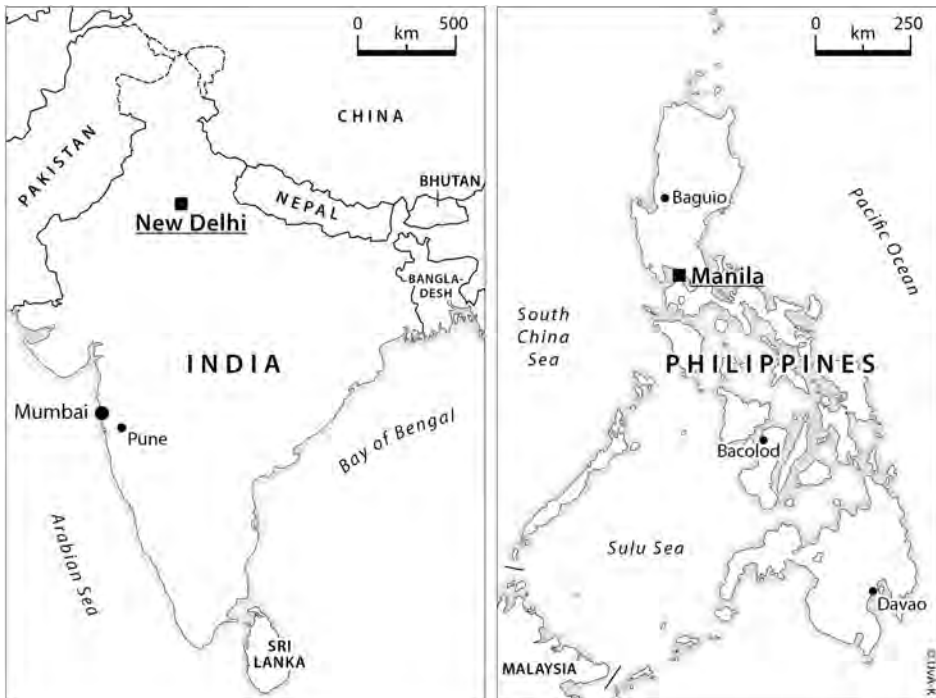 0 500
km
CHINA
PAKISTAN
NEPAL
BHUTAN
New Delhi
BANGLA-
DESH
INDIA
Mumbai
Pune
Bay of Bengal
Arabian Sea
SRI
LANKA
0 250
km
Baguio
Pacific Ocean
Manila
South
China
Sea
PHILIPPINES
Bacolod
Sulu Sea
Davao
MALAYSIA